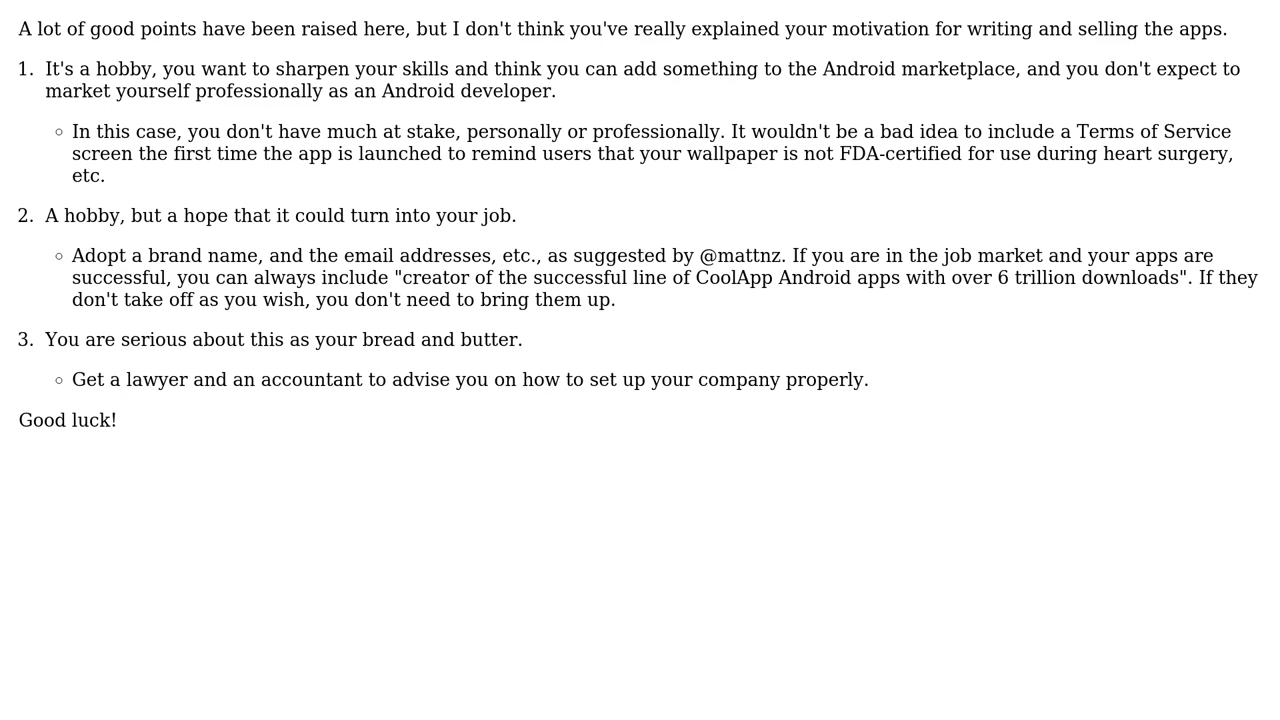 A lot of good points have been raised here, but I don't think you've really explained your motivation for writing and selling the apps.
1. It's a hobby, you want to sharpen your skills and think you can add something to the Android marketplace, and you don't expect to
market yourself professionally as an Android developer.
◦ In this case, you don't have much at stake, personally or professionally. It wouldn't be a bad idea to include a Terms of Service
screen the first time the app is launched to remind users that your wallpaper is not FDA-certified for use during heart surgery,
etc.
2. A hobby, but a hope that it could turn into your job.
◦ Adopt a brand name, and the email addresses, etc., as suggested by @mattnz. If you are in the job market and your apps are
successful, you can always include "creator of the successful line of CoolApp Android apps with over 6 trillion downloads". If they
don't take off as you wish, you don't need to bring them up.
3. You are serious about this as your bread and butter.
◦ Get a lawyer and an accountant to advise you on how to set up your company properly.
Good luck!